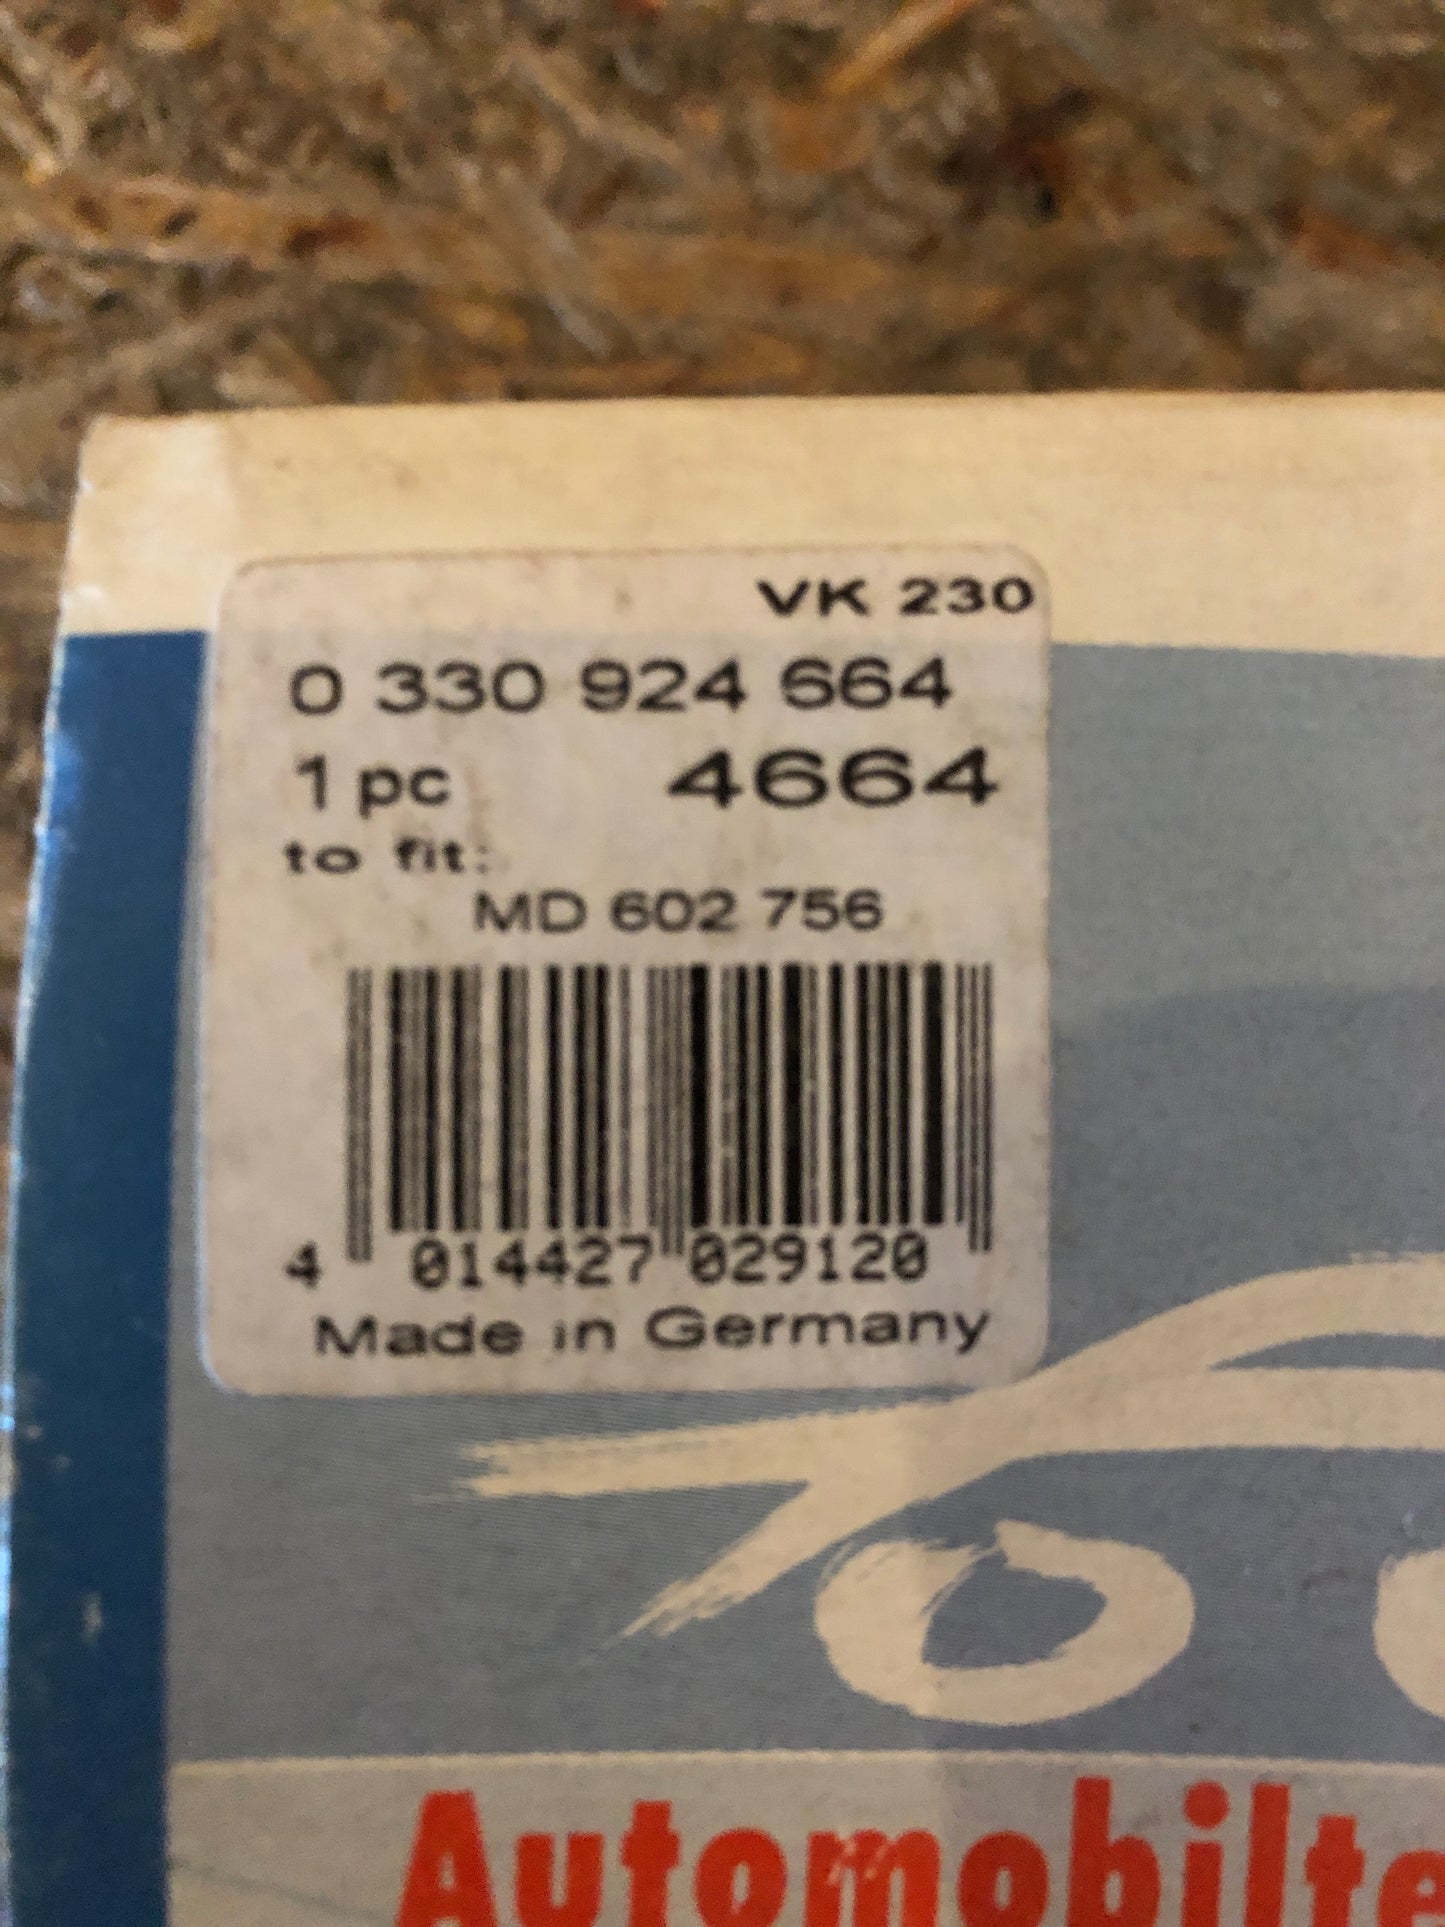 VK 230
0 330 924 664
1 pc 4664
to fit:
MD 602 756
4 014427 029120
Made in Germany
Automobilte